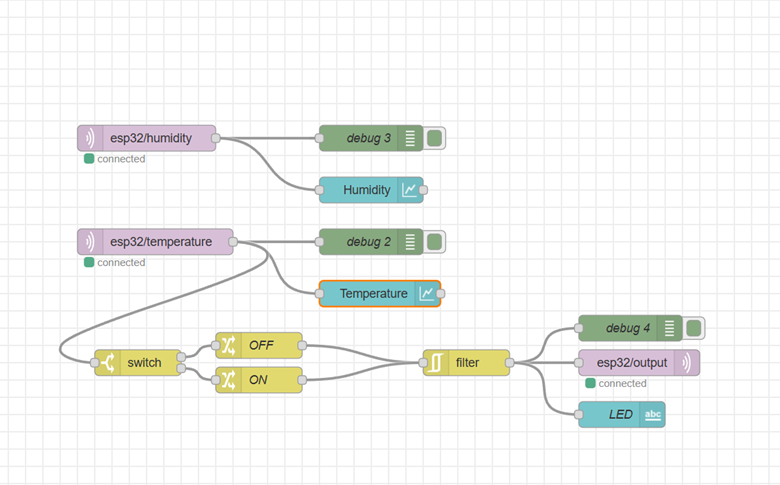 esp32/humidity
debug 3
connected
Humidity
esp32/temperature
debug 2
connected
Temperature
debug 4
OFF
switch
filter
esp32/output
ON
connected
LED
abc